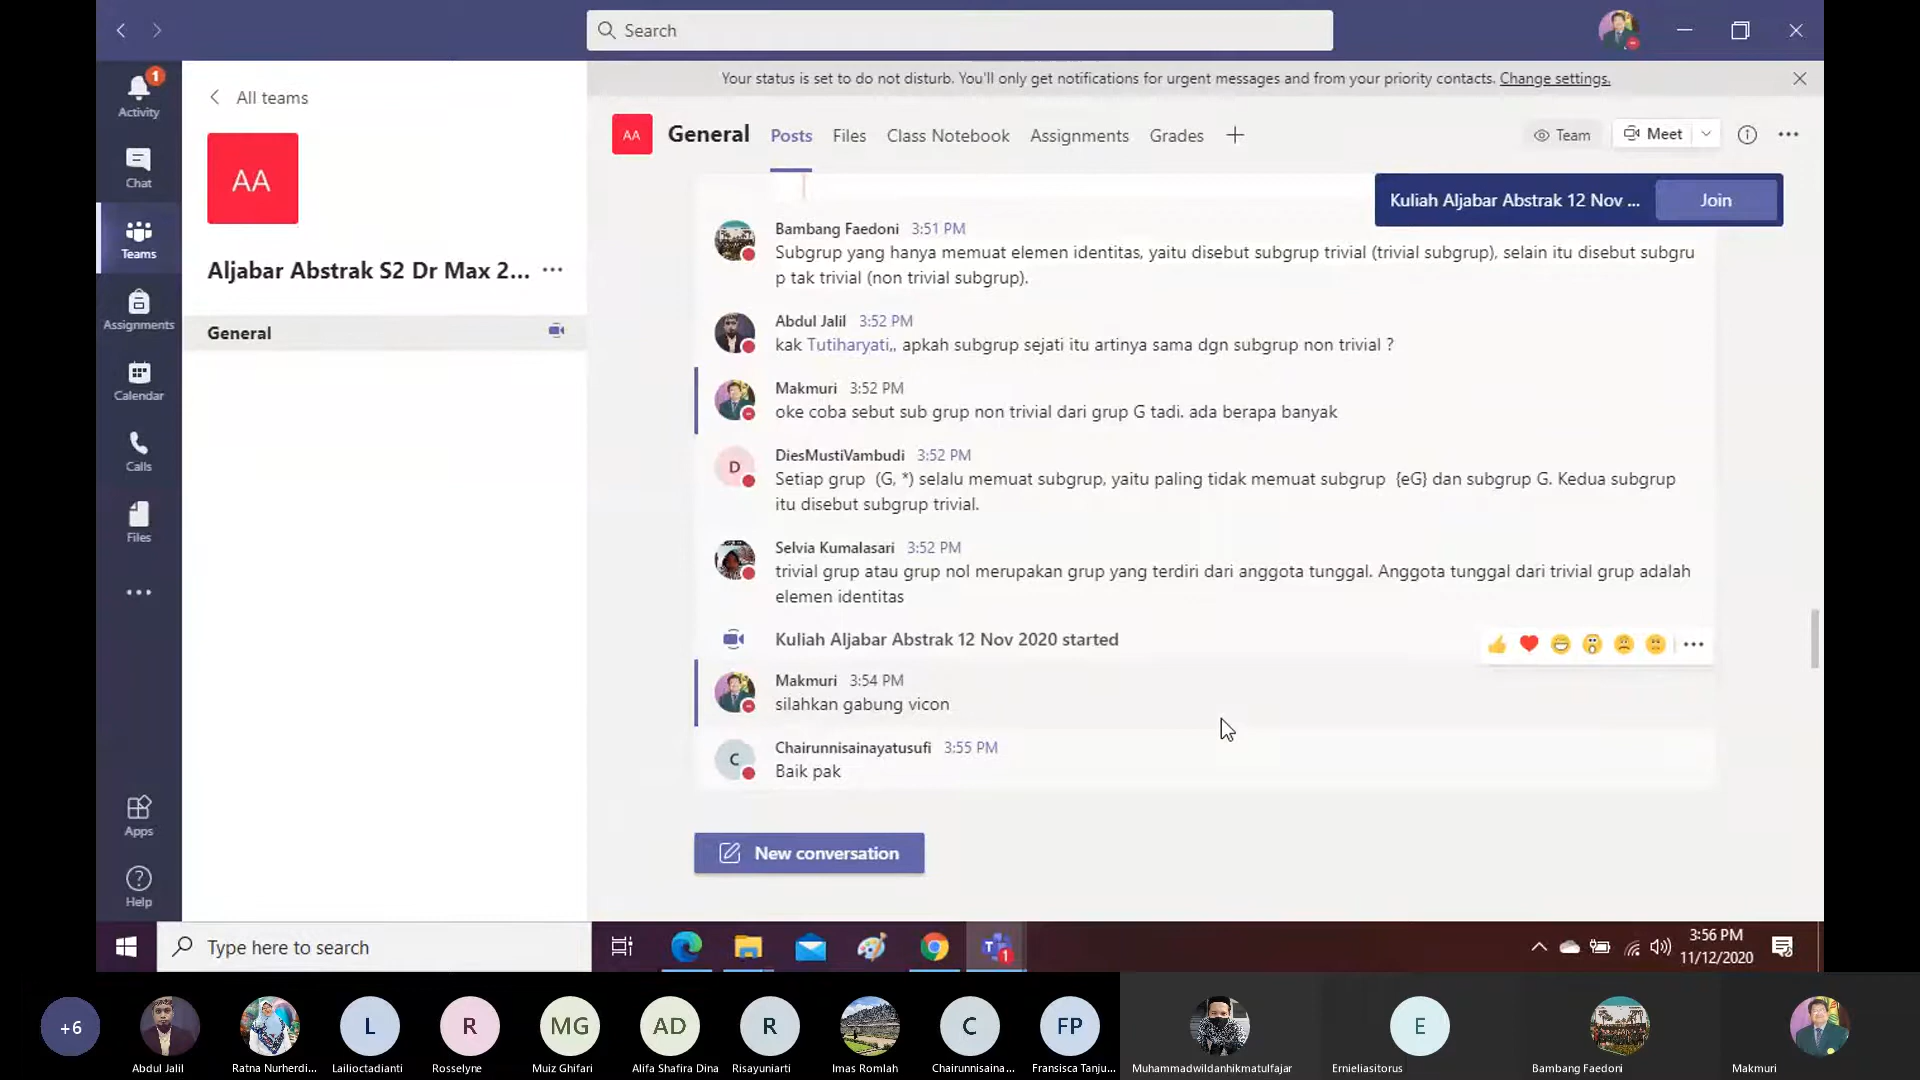 Search
Your status is set to do not disturb. You'll only get notifications for urgent messages and from your priority contacts. Change settings.
1
Activity
Chat
Teams
Assignments
Calendar
Calls
Files
Apps
Help
All teams
AA
Aljabar Abstrak S2 Dr Max 2...
General
AA
General
Posts
Files
Class Notebook
Assignments
Grades
Team
Meet
Kuliah Aljabar Abstrak 12 Nov ...
Join
Bambang Faedoni 3:51 PM
Subgrup yang hanya memuat elemen identitas, yaitu disebut subgrup trivial (trivial subgrup), selain itu disebut subgru
p tak trivial (non trivial subgrup).
Abdul Jalil 3:52 PM
kak Tutiharyati,, apkah subgrup sejati itu artinya sama dgn subgrup non trivial ?
Makmuri 3:52 PM
oke coba sebut sub grup non trivial dari grup G tadi. ada berapa banyak
D
DiesMustiVambudi 3:52 PM
Setiap grup (G, *) selalu memuat subgrup, yaitu paling tidak memuat subgrup {eG} dan subgrup G. Kedua subgrup
itu disebut subgrup trivial.
Selvia Kumalasari 3:52 PM
trivial grup atau grup nol merupakan grup yang terdiri dari anggota tunggal. Anggota tunggal dari trivial grup adalah
elemen identitas
Kuliah Aljabar Abstrak 12 Nov 2020 started
Makmuri 3:54 PM
silahkan gabung vicon
C
Chairunnisainayatusufi 3:55 PM
Baik pak
New conversation
Type here to search
T
1
3:56 PM
11/12/2020
+6
L
R
MG
AD
R
C
FP
E
Abdul Jalil
Ratna Nurherdi...
Lailioctadianti
Rosselyne
Muiz Ghifari
Alifa Shafira Dina
Risayuniarti
Imas Romlah
Chairunnisaina...
Fransisca Tanju...
Muhammadwildanhikmatulfajar
Ernieliasitorus
Bambang Faedoni
Makmuri